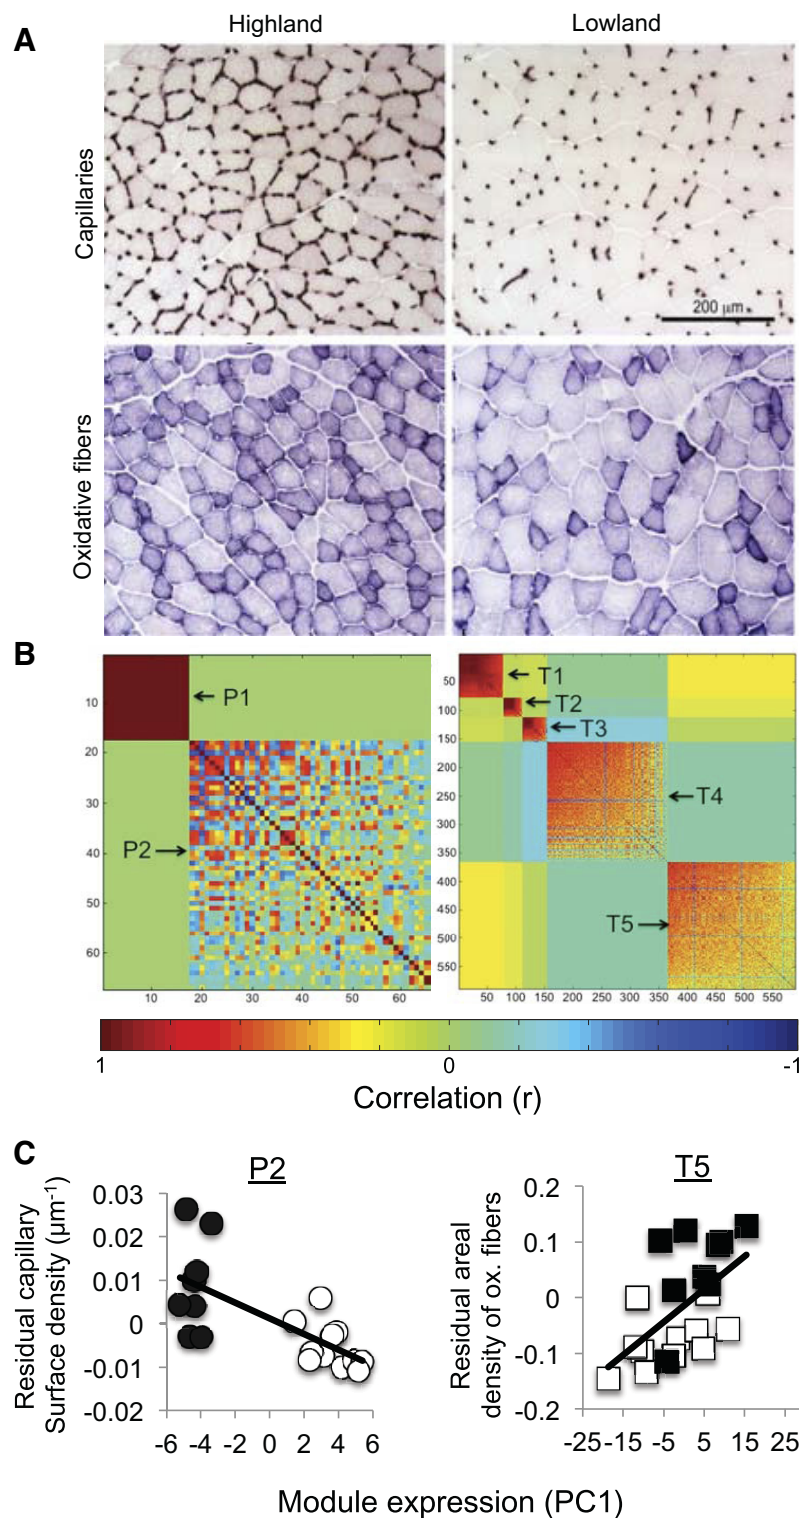 A
Highland
Lowland
Capillaries
200 μm
Oxidative fibers
B
P1
P2
10
20
30
40
50
60
10 20 30 40 50 60
T1
T2
T3
T4
T5
50
100
150
200
250
300
350
400
450
500
550
50 100 150 200 250 300 350 400 450 500 550
1 0 -1
Correlation (r)
C
P2
Residual capillary
Surface density (μm⁻¹)
0.03
0.02
0.01
0
-0.01
-0.02
-6 -4 -2 0 2 4 6
T5
Residual areal
density of ox. fibers
0.2
0.1
0
-0.1
-0.2
-25 -15 -5 5 15 25
Module expression (PC1)